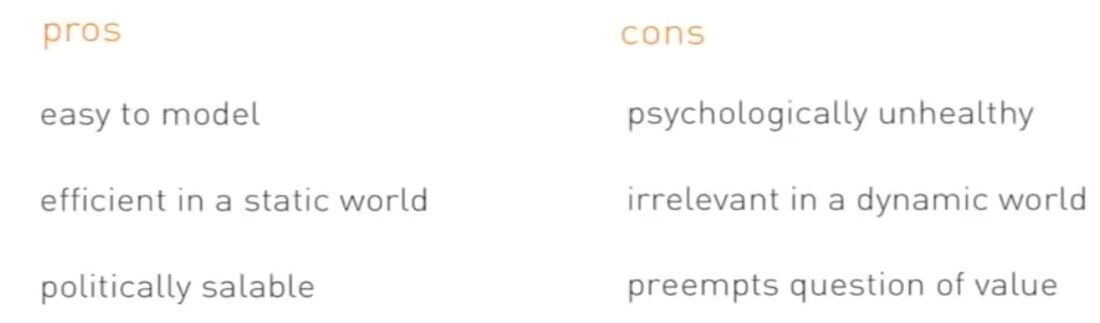 pros
cons
easy to model
psychologically unhealthy
efficient in a static world
irrelevant in a dynamic world
politically salable
preempts question of value